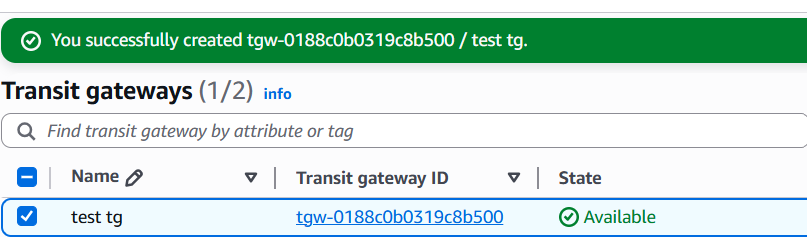 You successfully created tgw-0188c0b0319c8b500 / test tg.
Transit gateways (1/2) info
Find transit gateway by attribute or tag
Name Transit gateway ID State
test tg tgw-0188c0b0319c8b500 Available